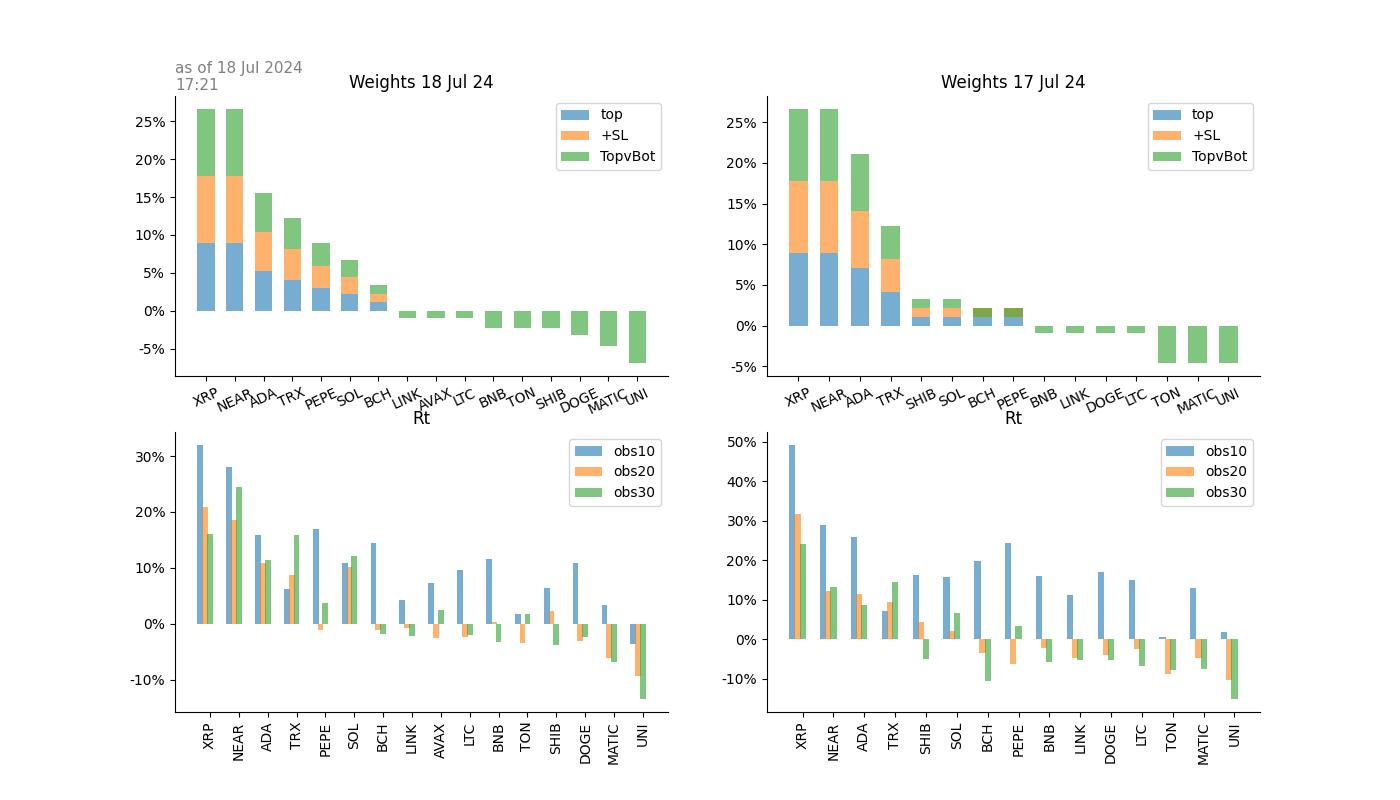 as of 18 Jul 2024
17:21
Weights 18 Jul 24
25%
20%
15%
10%
5%
0%
-5%
top
+SL
TopvBot
XRP NEAR ADA TRX PEPE SOL BCH LINK AVAX LTC BNB TON SHIB DOGE MATIC UNI
Weights 17 Jul 24
25%
20%
15%
10%
5%
0%
-5%
top
+SL
TopvBot
XRP NEAR ADA TRX SHIB SOL BCH PEPE BNB LINK DOGE LTC TON MATIC UNI
Rt
30%
20%
10%
0%
-10%
obs10
obs20
obs30
XRP NEAR ADA TRX PEPE SOL BCH LINK AVAX LTC BNB TON SHIB DOGE MATIC UNI
Rt
50%
40%
30%
20%
10%
0%
-10%
obs10
obs20
obs30
XRP NEAR ADA TRX SHIB SOL BCH PEPE BNB LINK DOGE LTC TON MATIC UNI